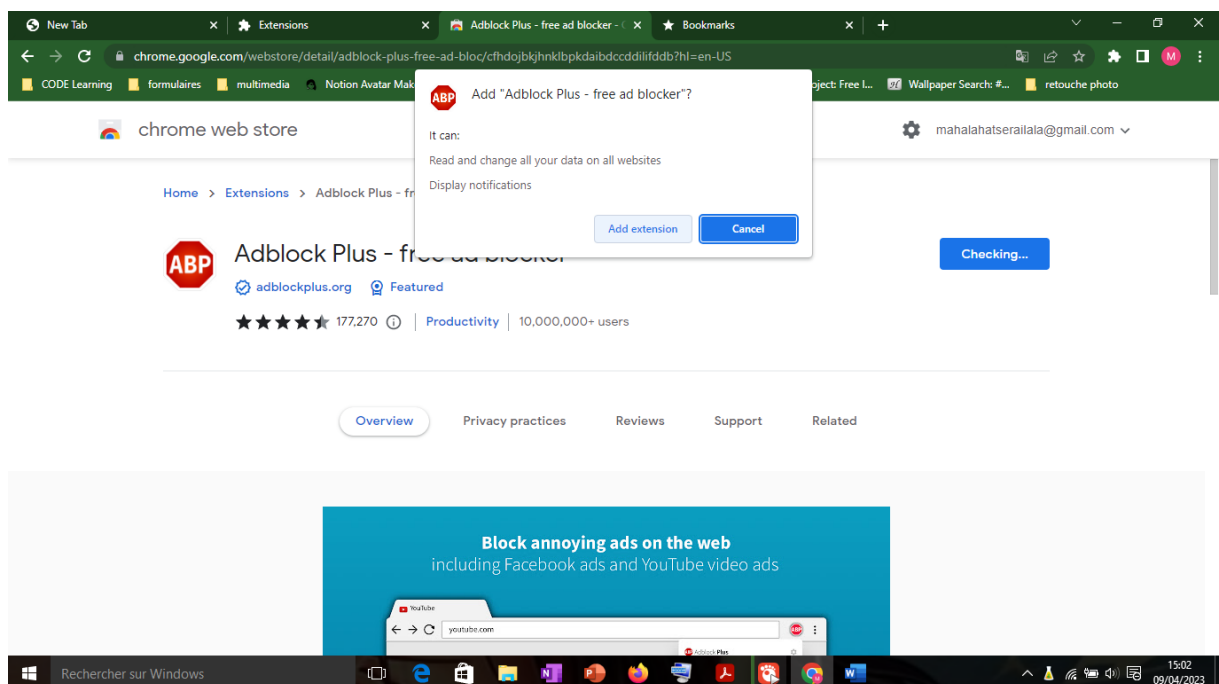 New Tab
Extensions
Adblock Plus - free ad blocker - C
Bookmarks
chrome.google.com/webstore/detail/adblock-plus-free-ad-bloc/cfhdojbkjhnklbpkdaibdccddilifddb?hl=en-US
M
CODE Learning
formulaires
multimedia
Notion Avatar Mak
oject: Free I...
Wallpaper Search: #...
retouche photo
ABP
Add "Adblock Plus - free ad blocker"?
It can:
Read and change all your data on all websites
Display notifications
Add extension
Cancel
chrome web store
mahalahatserailala@gmail.com
Home > Extensions > Adblock Plus - fr
ABP
Adblock Plus - free ad blocker
Checking...
adblockplus.org
Featured
177,270
Productivity
10,000,000+ users
Overview
Privacy practices
Reviews
Support
Related
Block annoying ads on the web
including Facebook ads and YouTube video ads
YouTube
youtube.com
ABP
Adblock Plus
Rechercher sur Windows
15:02
09/04/2023